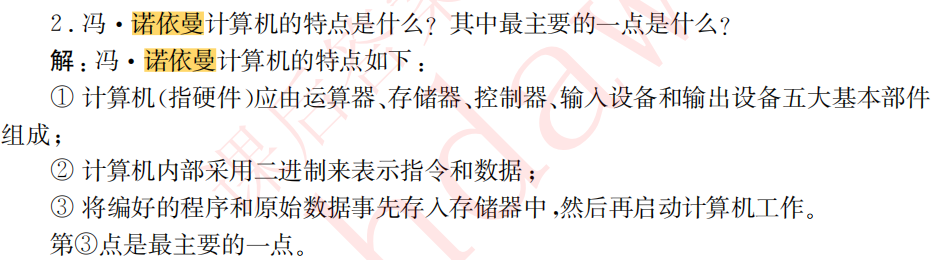 2.冯·诺依曼计算机的特点是什么?其中最主要的一点是什么?
解:冯·诺依曼计算机的特点如下:
① 计算机(指硬件)应由运算器、存储器、控制器、输入设备和输出设备五大基本部件
组成;
② 计算机内部采用二进制来表示指令和数据;
③ 将编好的程序和原始数据事先存入存储器中,然后再启动计算机工作。
第③点是最主要的一点。
课后答案
hdaw